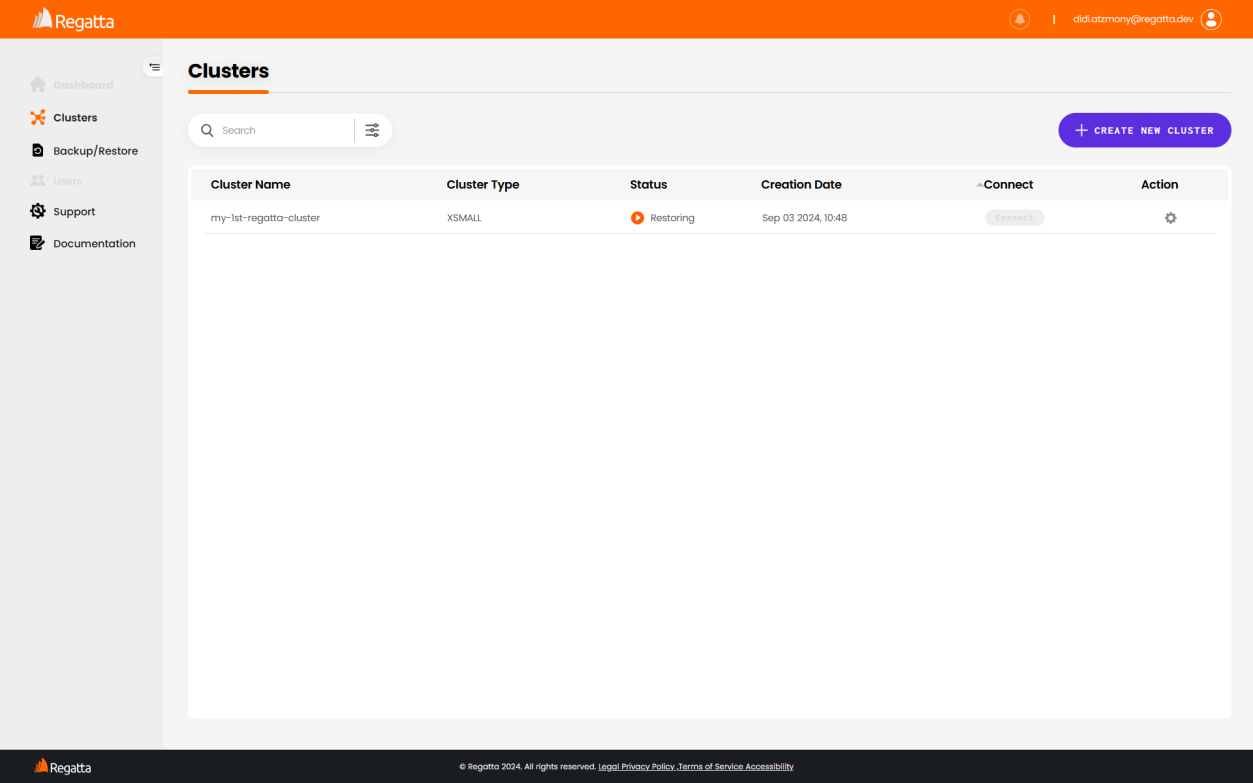 Regatta
| didi.atzmony@regatta.dev
Clusters
Dashboard
Clusters
Backup/Restore
Users
Support
Documentation
Search
CREATE NEW CLUSTER
Cluster Name Cluster Type Status Creation Date Connect Action
my-1st-regatta-cluster XSMALL Restoring Sep 03 2024, 10:48 Connect
Regatta
© Regatta 2024. All rights reserved. Legal Privacy Policy ,Terms of Service Accessibility